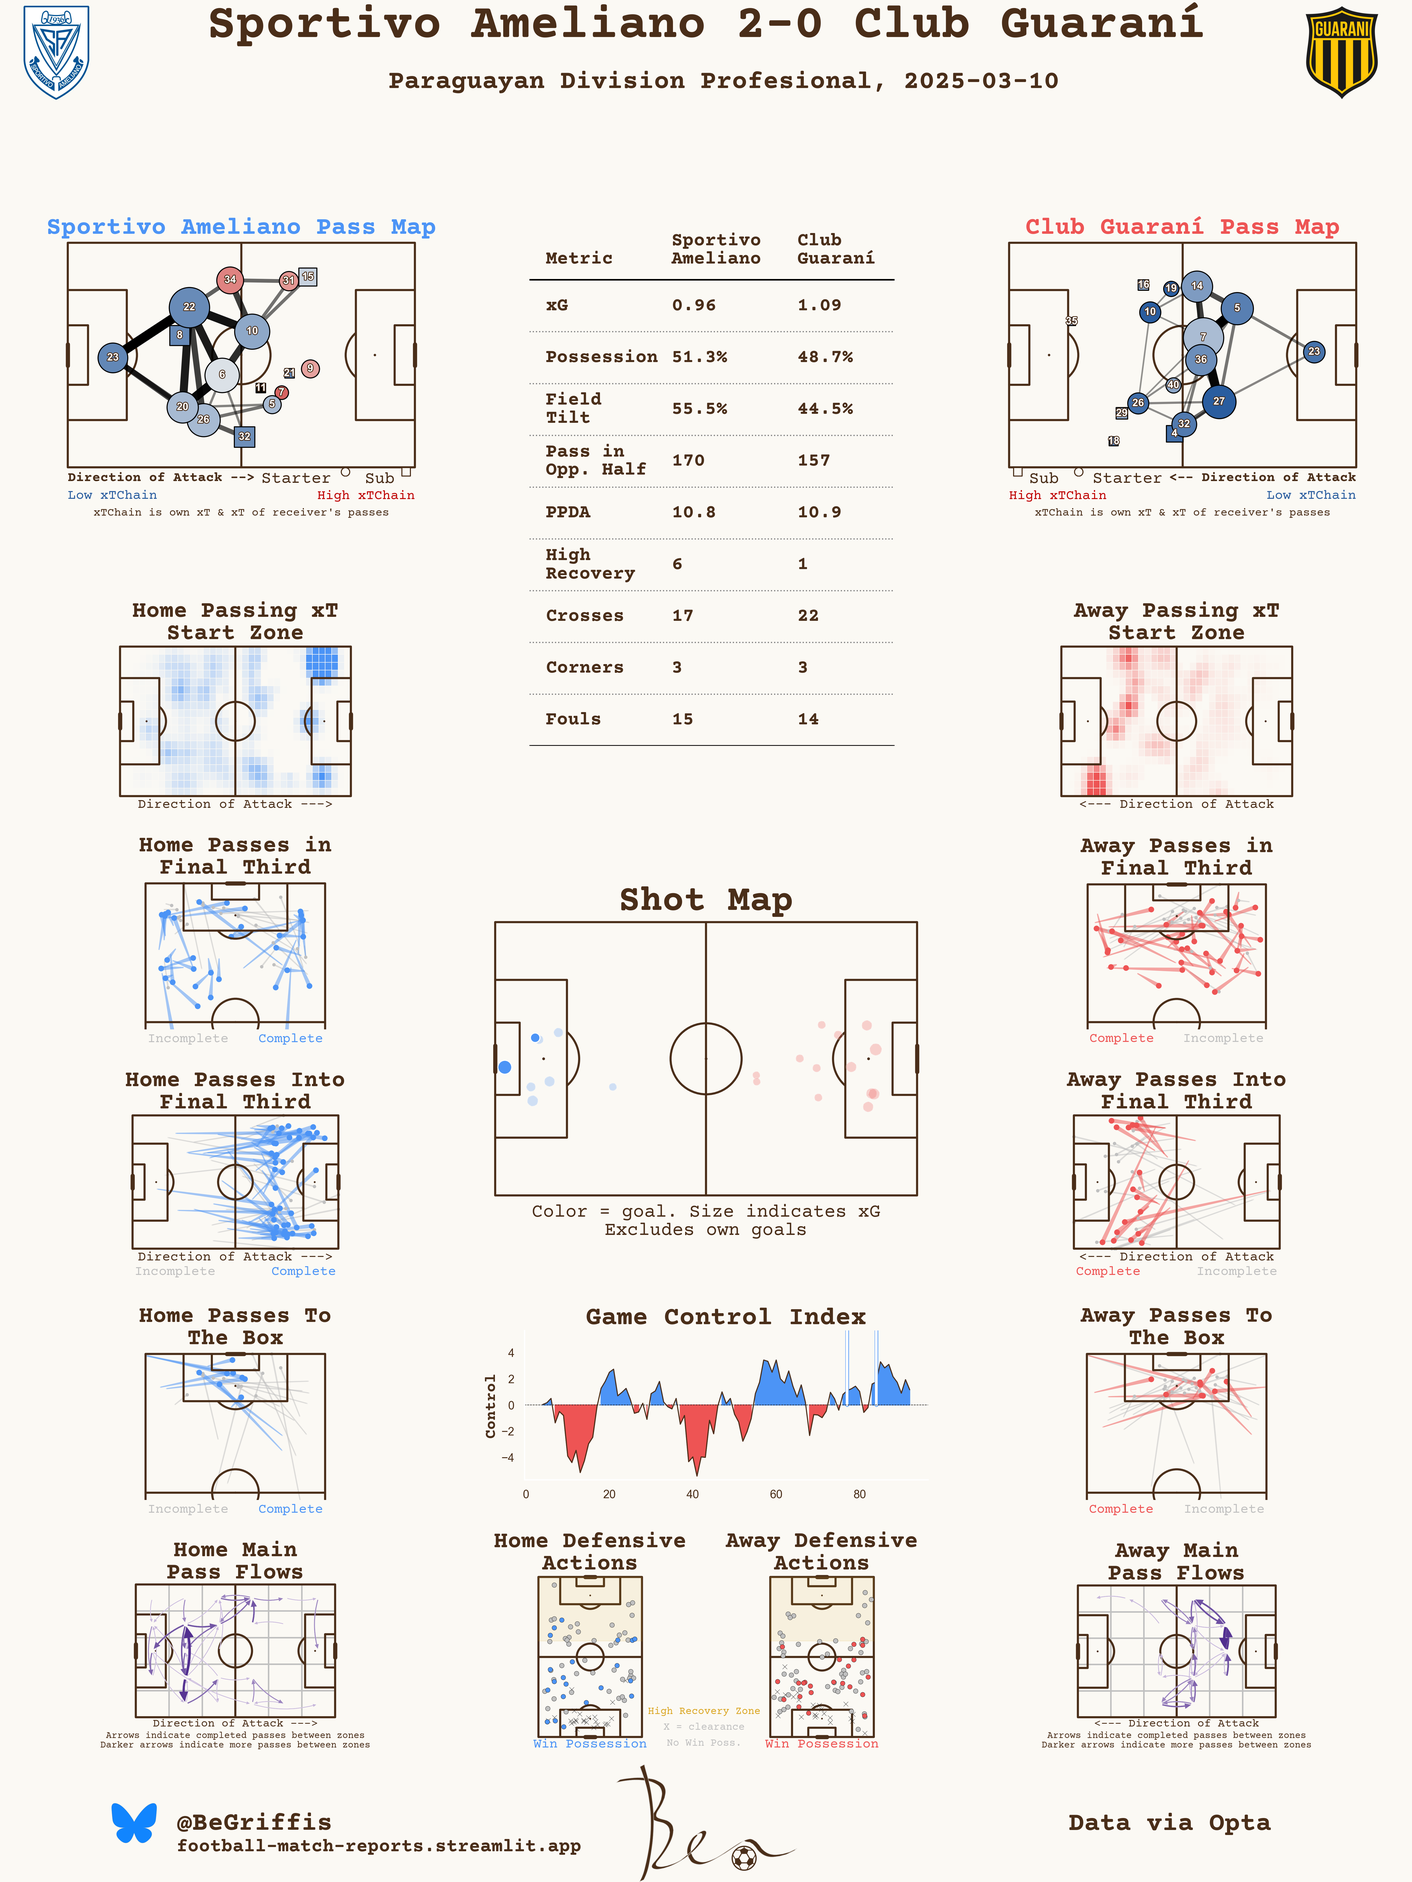 Sportivo Ameliano 2-0 Club Guaraní
Paraguayan Division Profesional, 2025-03-10
1936
SPORTIVO AMELIANO
GUARANI
Sportivo Ameliano Pass Map
34
31
15
22
8
10
23
6
21
9
11
7
20
26
5
32
Direction of Attack --> Starter Sub
Low xTChain High xTChain
xTChain is own xT & xT of receiver's passes
Metric Sportivo Ameliano Club Guaraní
xG 0.96 1.09
Possession 51.3% 48.7%
Field Tilt 55.5% 44.5%
Pass in Opp. Half 170 157
PPDA 10.8 10.9
High Recovery 6 1
Crosses 17 22
Corners 3 3
Fouls 15 14
Club Guaraní Pass Map
16
19
14
10
5
35
7
36
23
40
26
29
27
32
4
18
Sub Starter <-- Direction of Attack
High xTChain Low xTChain
xTChain is own xT & xT of receiver's passes
Home Passing xT
Start Zone
Direction of Attack --->
Away Passing xT
Start Zone
<--- Direction of Attack
Home Passes in
Final Third
Incomplete Complete
Away Passes in
Final Third
Complete Incomplete
Shot Map
Color = goal. Size indicates xG
Excludes own goals
Home Passes Into
Final Third
Direction of Attack --->
Incomplete Complete
Away Passes Into
Final Third
<--- Direction of Attack
Complete Incomplete
Home Passes To
The Box
Incomplete Complete
Game Control Index
Control
4
2
0
−2
−4
0 20 40 60 80
Away Passes To
The Box
Complete Incomplete
Home Main
Pass Flows
Direction of Attack --->
Arrows indicate completed passes between zones
Darker arrows indicate more passes between zones
Home Defensive
Actions
Win Possession
High Recovery Zone
X = clearance
No Win Poss.
Away Defensive
Actions
Win Possession
Away Main
Pass Flows
<--- Direction of Attack
Arrows indicate completed passes between zones
Darker arrows indicate more passes between zones
@BeGriffis
football-match-reports.streamlit.app
Ben
Data via Opta